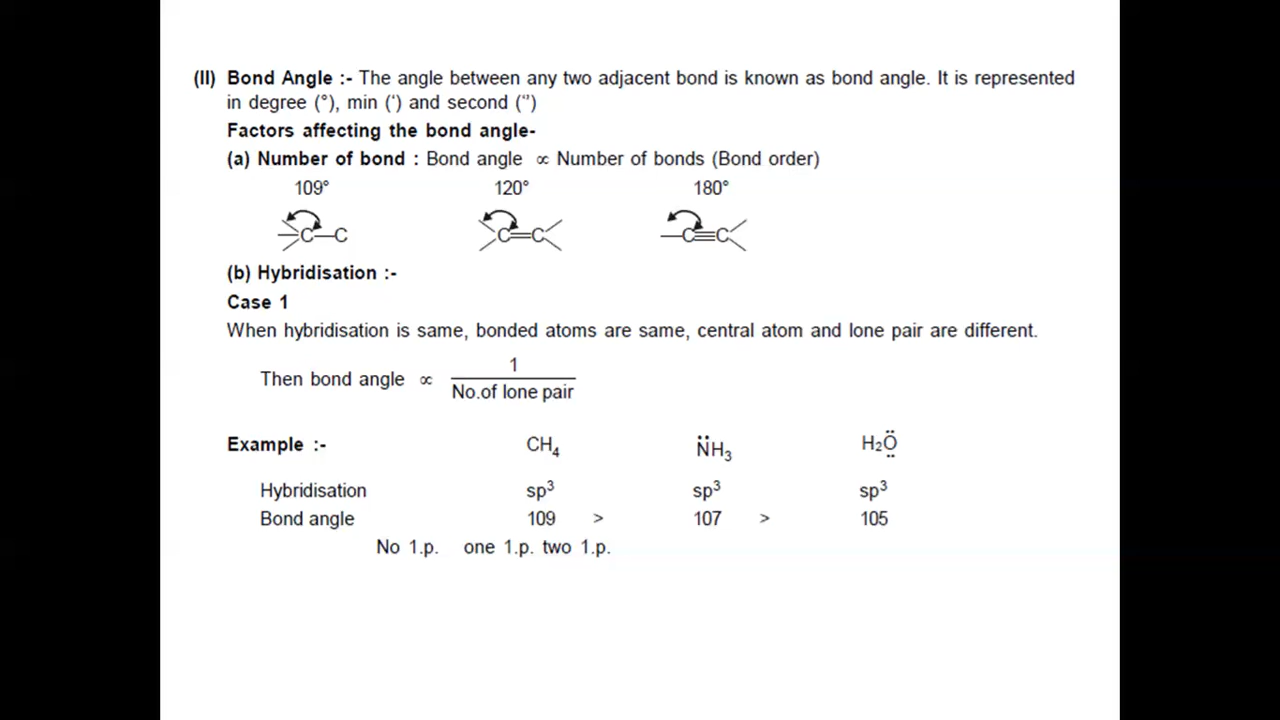 (II) Bond Angle :- The angle between any two adjacent bond is known as bond angle. It is represented
in degree (°), min (‘) and second (‘’)
Factors affecting the bond angle-
(a) Number of bond : Bond angle ∝ Number of bonds (Bond order)
109° 120° 180°
C—C C=C C≡C
(b) Hybridisation :-
Case 1
When hybridisation is same, bonded atoms are same, central atom and lone pair are different.
1
Then bond angle ∝
No.of lone pair
Example :- CH₄ N̈H₃ H₂Ö̤
Hybridisation sp³ sp³ sp³
Bond angle 109 > 107 > 105
No 1.p. one 1.p. two 1.p.